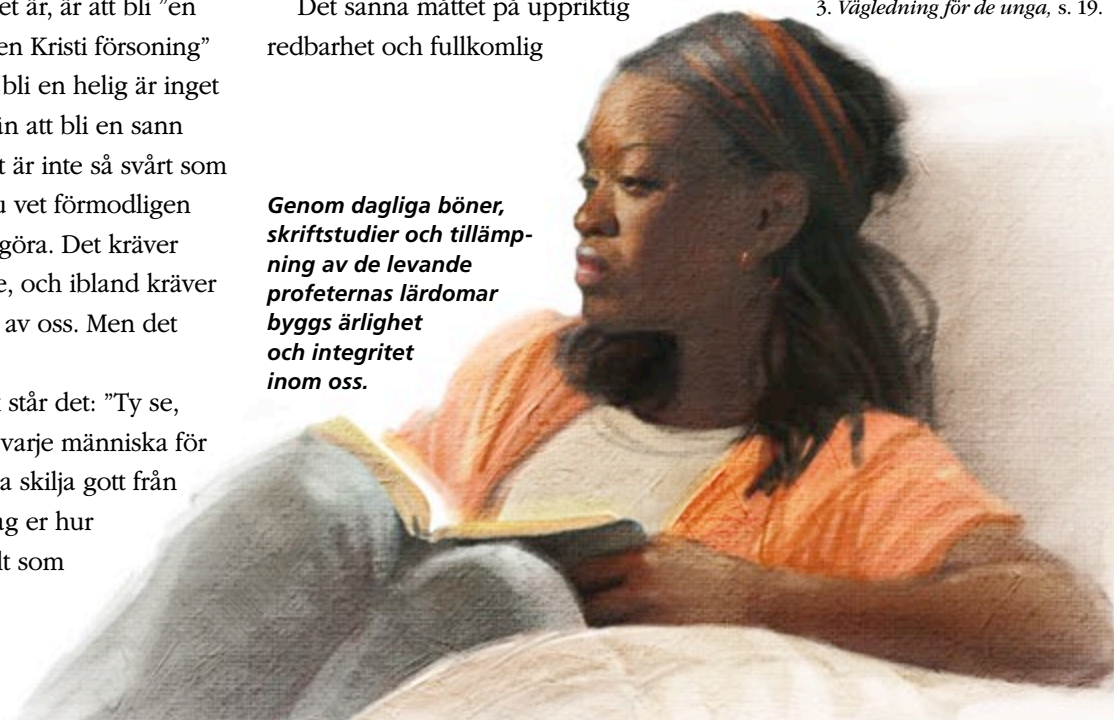 et är, är att bli ”en
en Kristi försoning”
bli en helig är inget
än att bli en sann
t är inte så svårt som
u vet förmodligen
göra. Det kräver
e, och ibland kräver
av oss. Men det
står det: ”Ty se,
varje människa för
a skilja gott från
ag er hur
lt som
Det sanna måttet på uppriktig
redbarhet och fullkomlig
Genom dagliga böner,
skriftstudier och tillämp-
ning av de levande
profeternas lärdomar
byggs ärlighet
och integritet
inom oss.
3. Vägledning för de unga, s. 19.